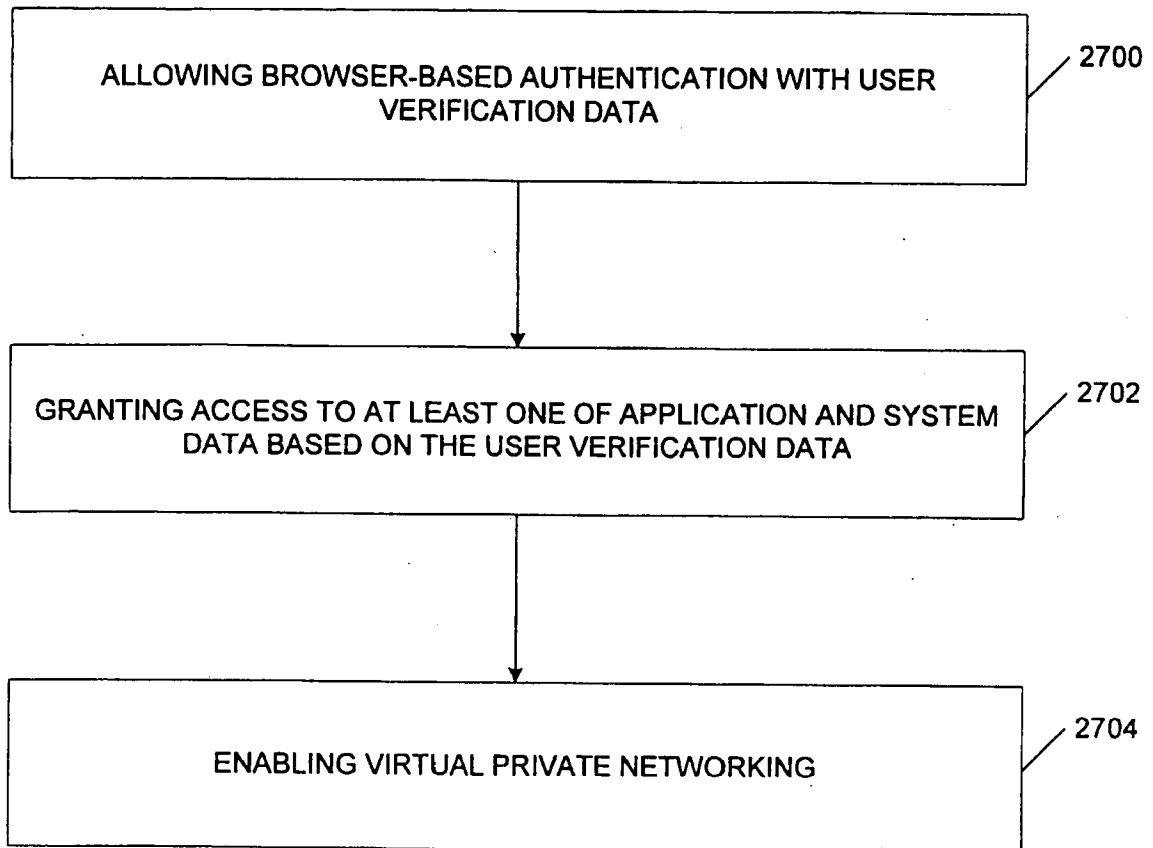 ALLOWING BROWSER-BASED AUTHENTICATION WITH USER
VERIFICATION DATA
2700
GRANTING ACCESS TO AT LEAST ONE OF APPLICATION AND SYSTEM
DATA BASED ON THE USER VERIFICATION DATA
2702
ENABLING VIRTUAL PRIVATE NETWORKING
2704